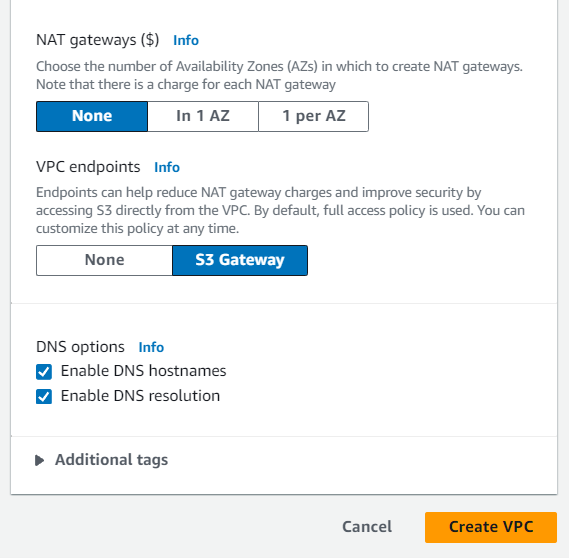 NAT gateways ($) Info
Choose the number of Availability Zones (AZs) in which to create NAT gateways.
Note that there is a charge for each NAT gateway
None In 1 AZ 1 per AZ
VPC endpoints Info
Endpoints can help reduce NAT gateway charges and improve security by
accessing S3 directly from the VPC. By default, full access policy is used. You can
customize this policy at any time.
None S3 Gateway
DNS options Info
Enable DNS hostnames
Enable DNS resolution
Additional tags
Cancel Create VPC